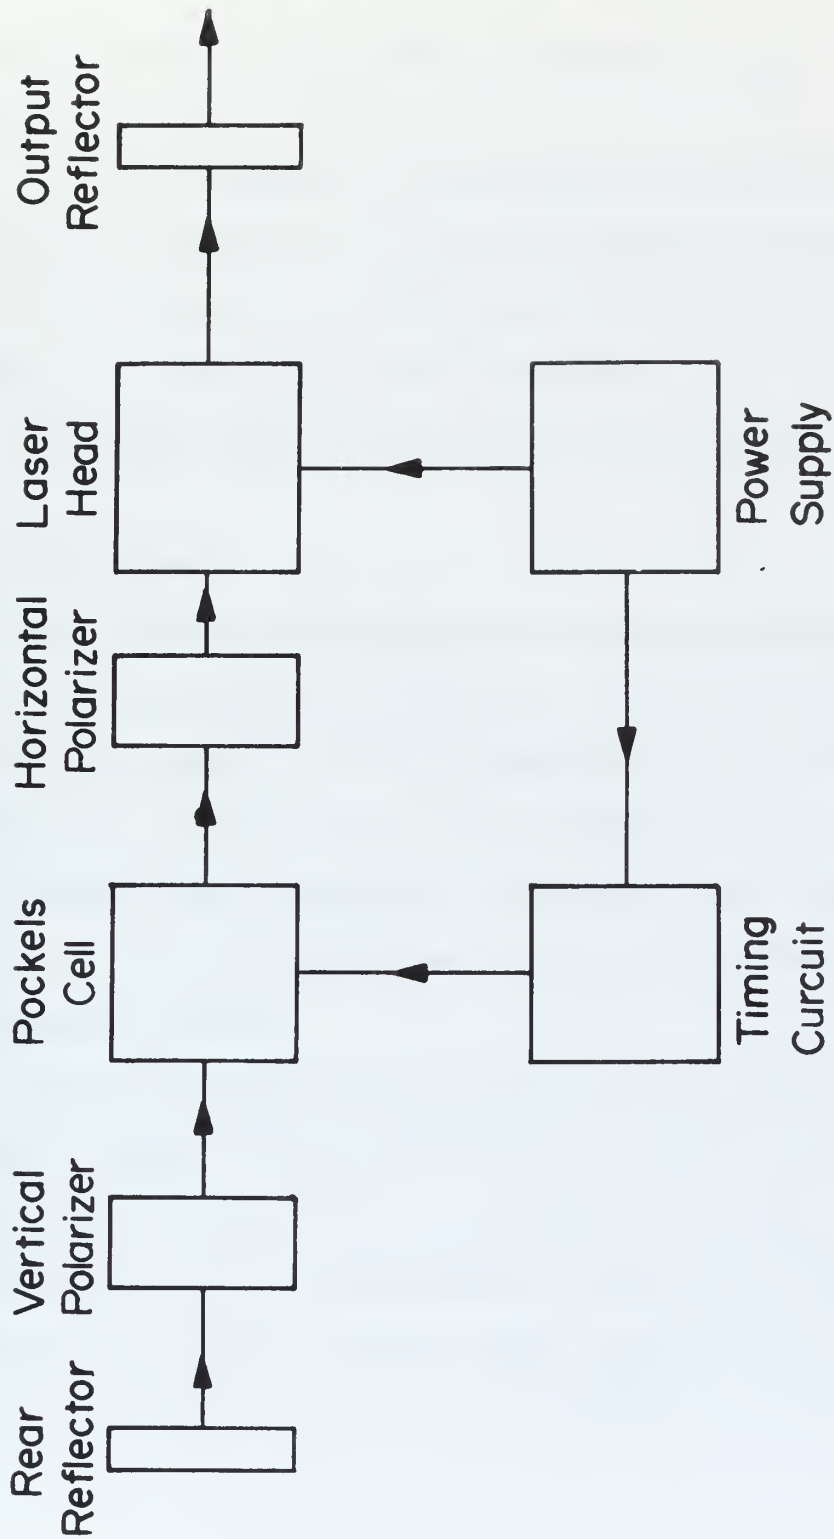 Rear
Reflector
Vertical
Polarizer
Pockels
Cell
Horizontal
Polarizer
Laser
Head
Output
Reflector
Timing
Curcuit
Power
Supply